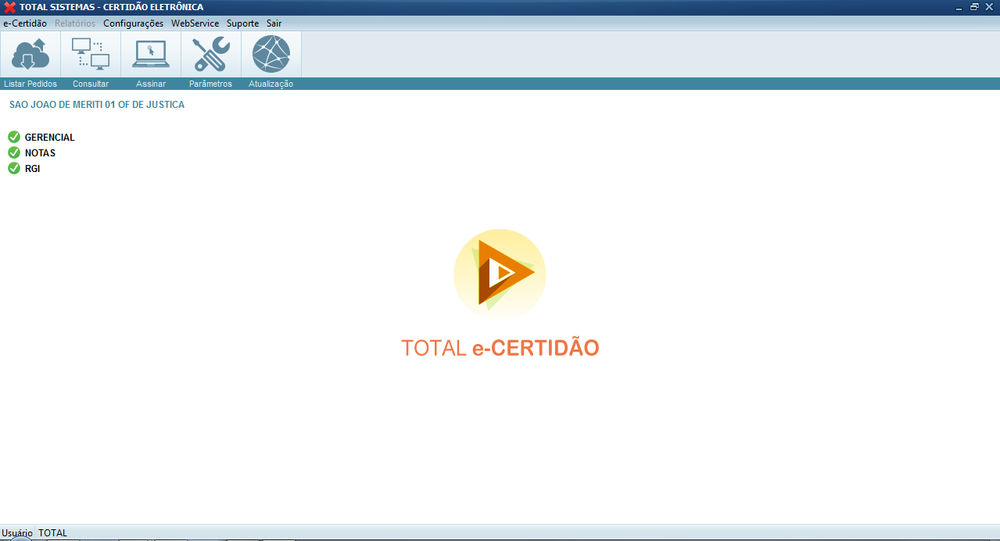 TOTAL SISTEMAS - CERTIDÃO ELETRÔNICA
e-Certidão Relatórios Configurações WebService Suporte Sair
Listar Pedidos Consultar Assinar Parâmetros Atualização
SAO JOAO DE MERITI 01 OF DE JUSTICA
GERENCIAL
NOTAS
RGI
TOTAL e-CERTIDÃO
Usuário TOTAL